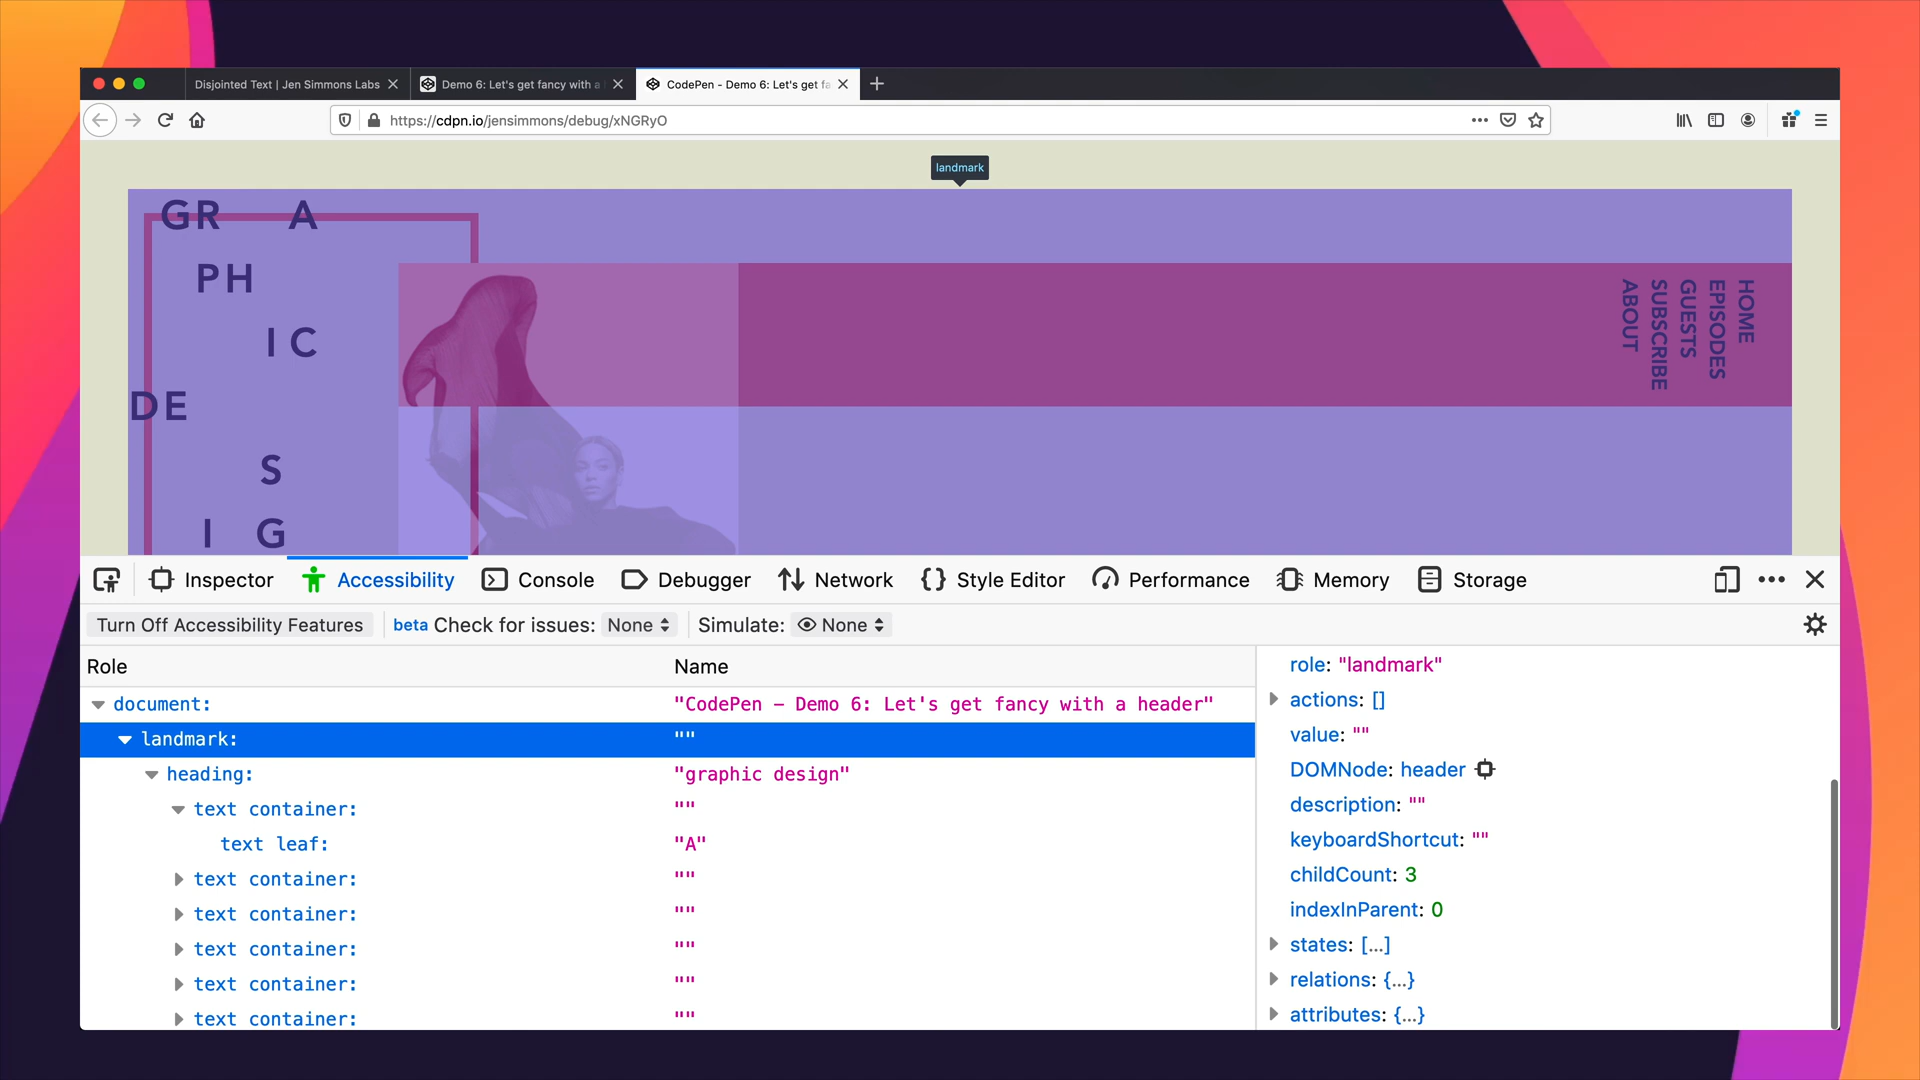 Disjointed Text | Jen Simmons Labs
Demo 6: Let's get fancy with a
CodePen - Demo 6: Let's get fa
https://cdpn.io/jensimmons/debug/xNGRyO
landmark
GR A
PH
IC
DE
S
I G
HOME
EPISODES
GUESTS
SUBSCRIBE
ABOUT
Inspector Accessibility Console Debugger Network Style Editor Performance Memory Storage
Turn Off Accessibility Features beta Check for issues: None Simulate: None
Role Name
document: "CodePen - Demo 6: Let's get fancy with a header"
landmark: ""
heading: "graphic design"
text container: ""
text leaf: "A"
text container: ""
text container: ""
text container: ""
text container: ""
text container: ""
role: "landmark"
actions: []
value: ""
DOMNode: header
description: ""
keyboardShortcut: ""
childCount: 3
indexInParent: 0
states: […]
relations: {…}
attributes: {…}